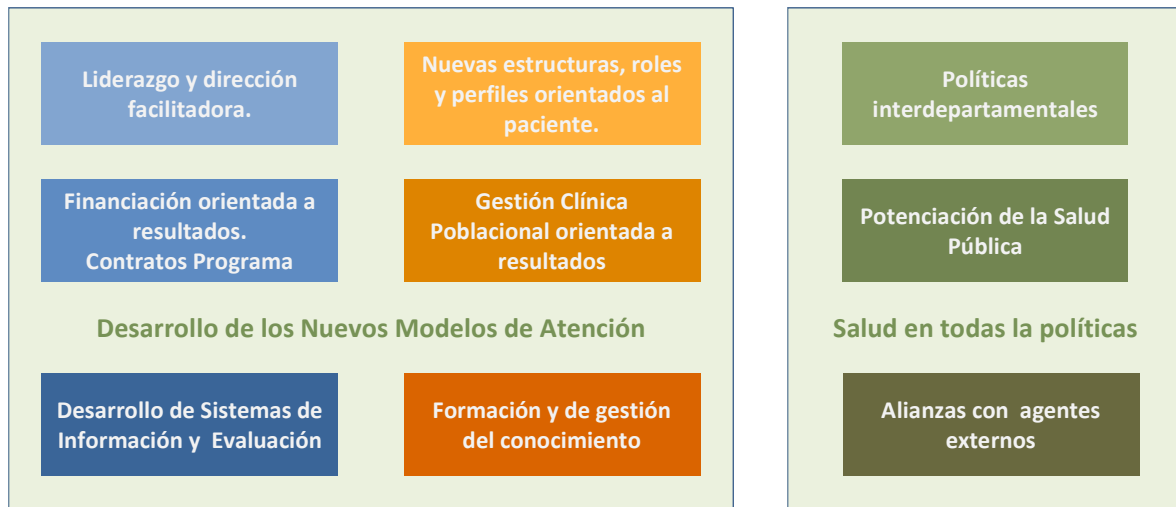 Liderazgo y dirección
facilitadora.
Nuevas estructuras, roles
y perfiles orientados al
paciente.
Financiación orientada a
resultados.
Contratos Programa
Gestión Clínica
Poblacional orientada a
resultados
Desarrollo de los Nuevos Modelos de Atención
Desarrollo de Sistemas de
Información y  Evaluación
Formación y de gestión
del conocimiento
Políticas
interdepartamentales
Potenciación de la Salud
Pública
Salud en todas la políticas
Alianzas con  agentes
externos